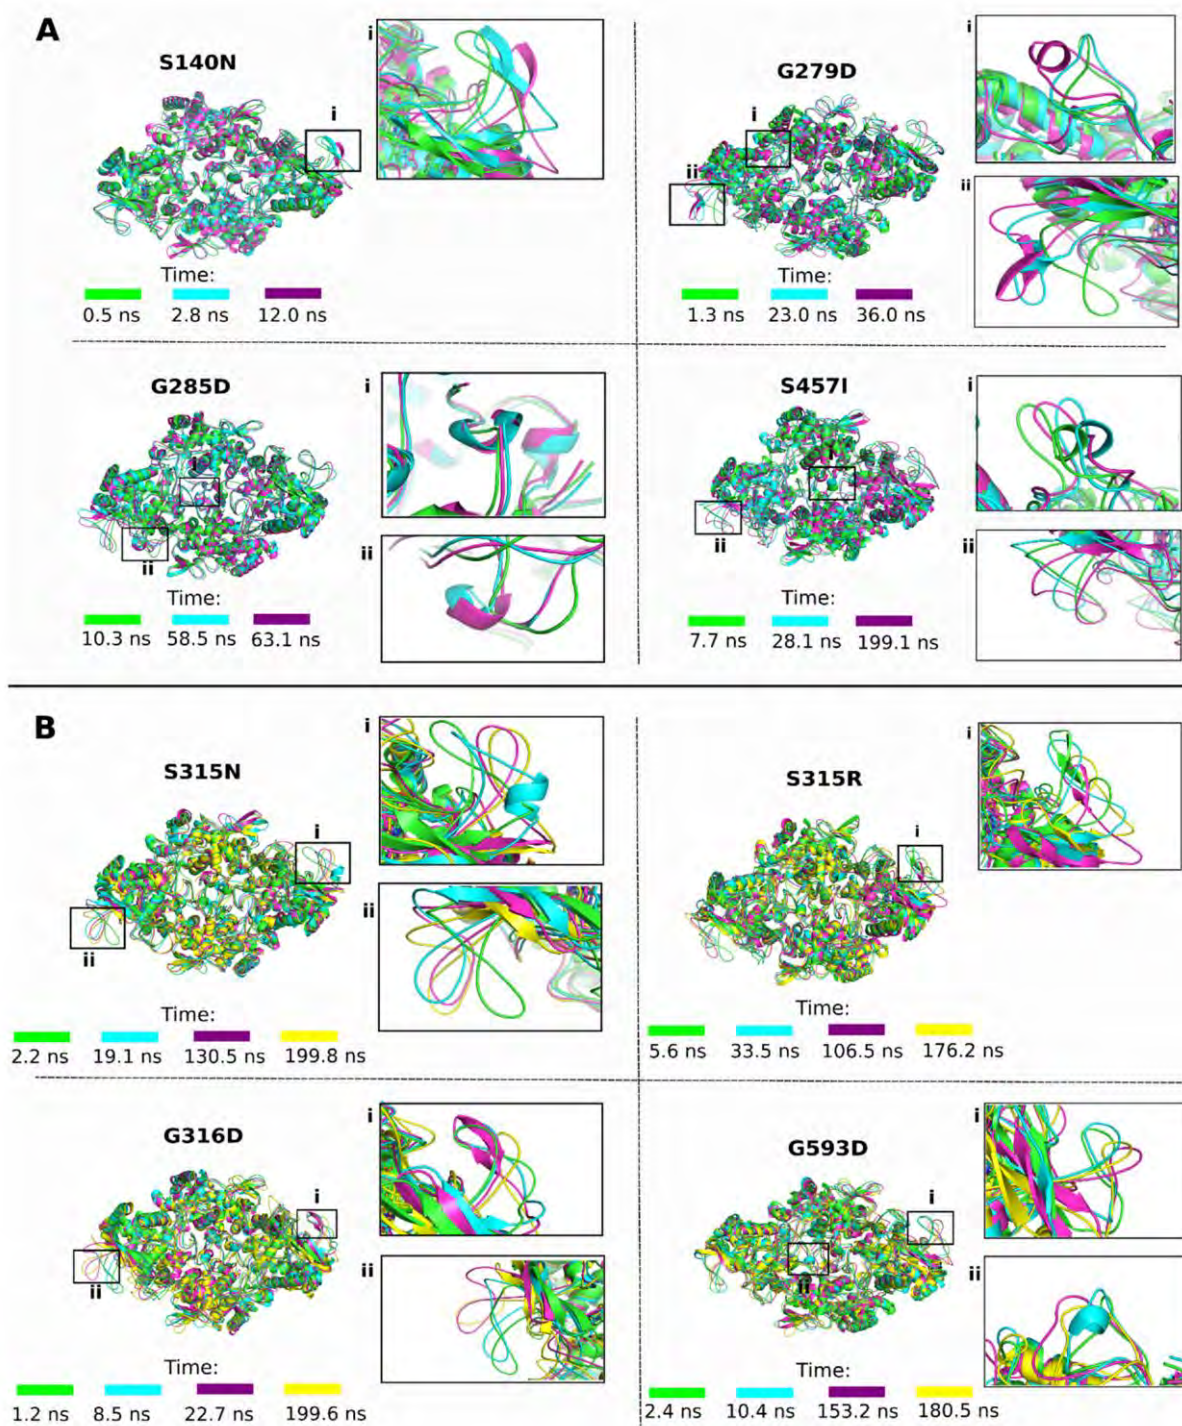 A
S140N
i
i
Time:
0.5 ns 2.8 ns 12.0 ns
G279D
i
ii
i
ii
Time:
1.3 ns 23.0 ns 36.0 ns
G285D
i
ii
i
ii
Time:
10.3 ns 58.5 ns 63.1 ns
S457I
i
ii
i
ii
Time:
7.7 ns 28.1 ns 199.1 ns
B
S315N
i
ii
i
ii
Time:
2.2 ns 19.1 ns 130.5 ns 199.8 ns
S315R
i
i
Time:
5.6 ns 33.5 ns 106.5 ns 176.2 ns
G316D
i
ii
i
ii
Time:
1.2 ns 8.5 ns 22.7 ns 199.6 ns
G593D
i
ii
i
ii
Time:
2.4 ns 10.4 ns 153.2 ns 180.5 ns